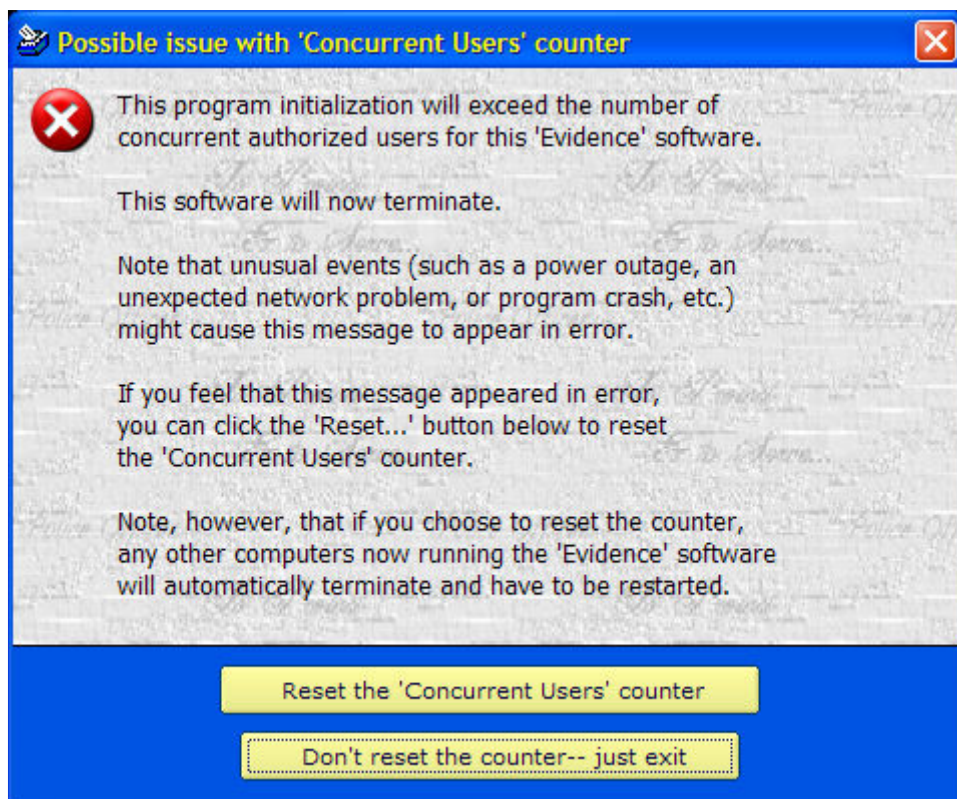 Possible issue with 'Concurrent Users' counter
This program initialization will exceed the number of
concurrent authorized users for this 'Evidence' software.
This software will now terminate.
Note that unusual events (such as a power outage, an
unexpected network problem, or program crash, etc.)
might cause this message to appear in error.
If you feel that this message appeared in error,
you can click the 'Reset...' button below to reset
the 'Concurrent Users' counter.
Note, however, that if you choose to reset the counter,
any other computers now running the 'Evidence' software
will automatically terminate and have to be restarted.
Reset the 'Concurrent Users' counter
Don't reset the counter-- just exit